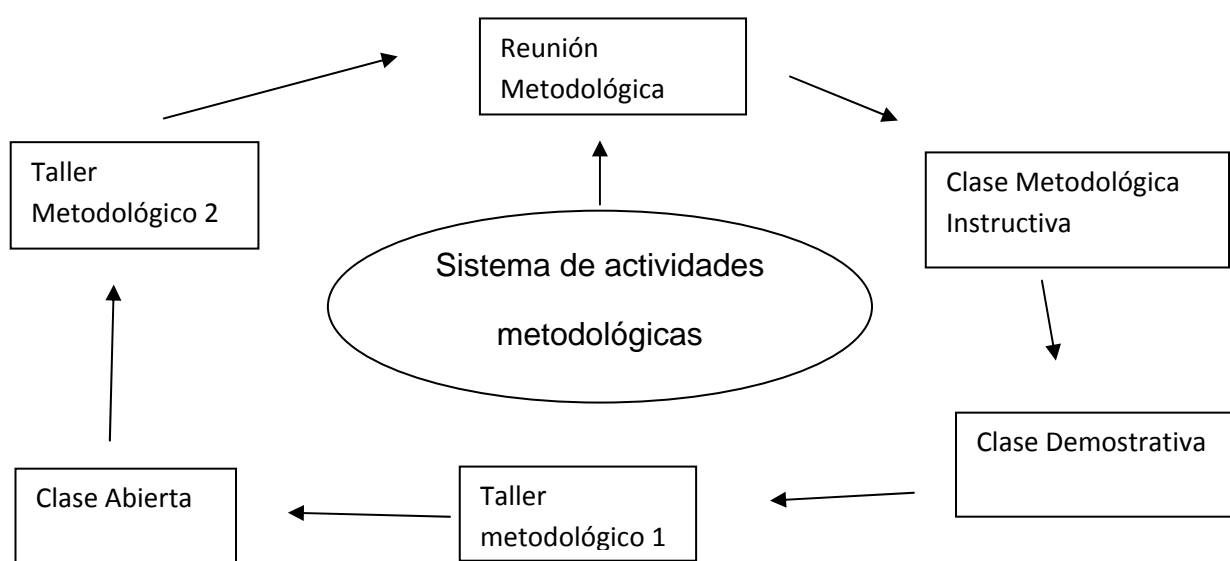 Reunión
Metodológica
Taller
Metodológico 2
Clase Metodológica
Instructiva
Sistema de actividades
metodológicas
Clase Demostrativa
Clase Abierta
Taller
metodológico 1